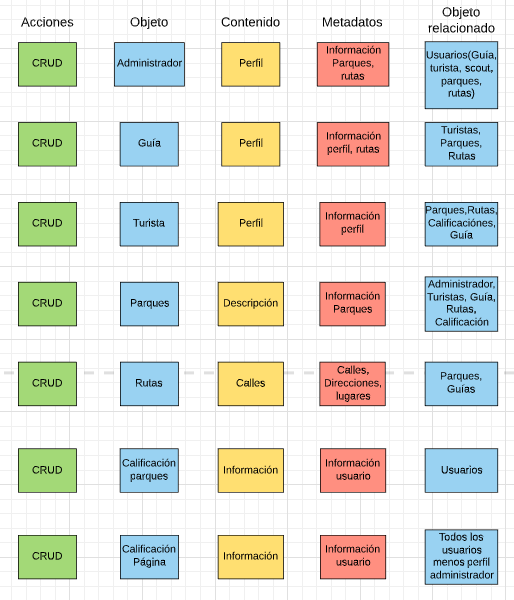 Acciones
Objeto
Contenido
Metadatos
Objeto
relacionado
CRUD
Administrador
Perfil
Información
Parques,
rutas
Usuarios(Guía,
turista, scout,
parques,
rutas)
CRUD
Guía
Perfil
Información
perfil, rutas
Turistas,
Parques,
Rutas
CRUD
Turista
Perfil
Información
perfil
Parques,Rutas,
Calificaciónes,
Guía
CRUD
Parques
Descripción
Información
Parques
Administrador,
Turistas, Guía,
Rutas,
Calificación
CRUD
Rutas
Calles
Calles,
Direcciones,
lugares
Parques,
Guías
CRUD
Calificación
parques
Información
Información
usuario
Usuarios
CRUD
Calificación
Página
Información
Información
usuario
Todos los
usuarios
menos perfil
administrador